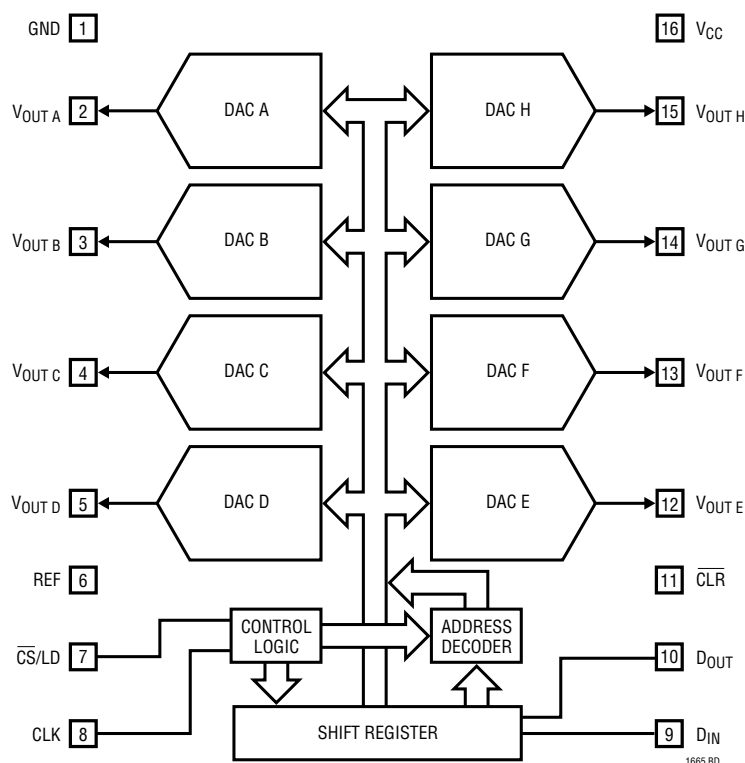 GND 1
16 VCC
VOUT A 2
DAC A
DAC H
15 VOUT H
VOUT B 3
DAC B
DAC G
14 VOUT G
VOUT C 4
DAC C
DAC F
13 VOUT F
VOUT D 5
DAC D
DAC E
12 VOUT E
REF 6
11 C̅L̅R̅
C̅S̅/LD 7
CONTROL
LOGIC
ADDRESS
DECODER
10 DOUT
CLK 8
SHIFT REGISTER
9 DIN
1665 BD